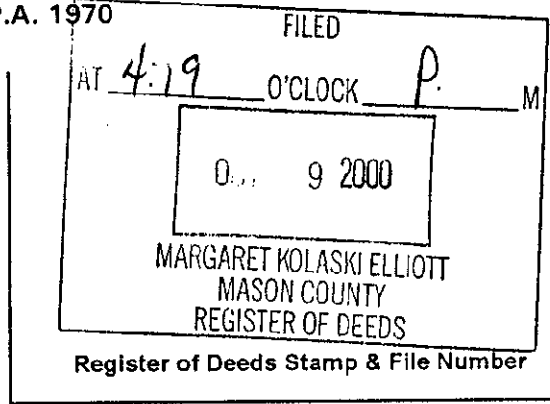 P.A. 1970
FILED
AT 4:19 O'CLOCK P. M
9 2000
MARGARET KOLASKI ELLIOTT
MASON COUNTY
REGISTER OF DEEDS
Register of Deeds Stamp & File Number